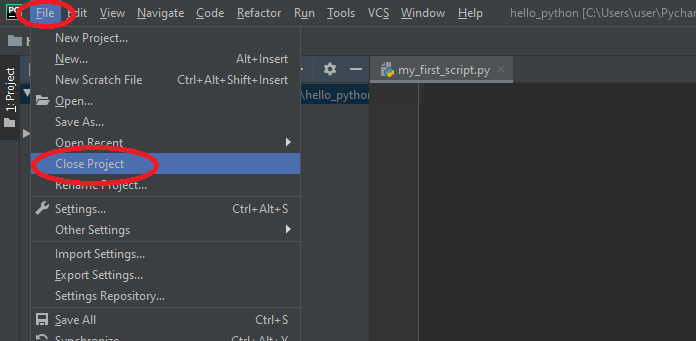 PC File Edit View Navigate Code Refactor Run Tools VCS Window Help hello_python [C:\Users\user\Pychar
1: Project
my_first_script.py
\hello_python
New Project...
New... Alt+Insert
New Scratch File Ctrl+Alt+Shift+Insert
Open...
Save As...
Open Recent
Close Project
Rename Project...
Settings... Ctrl+Alt+S
Other Settings
Import Settings...
Export Settings...
Settings Repository...
Save All Ctrl+S
Synchronize Ctrl+Alt+Y